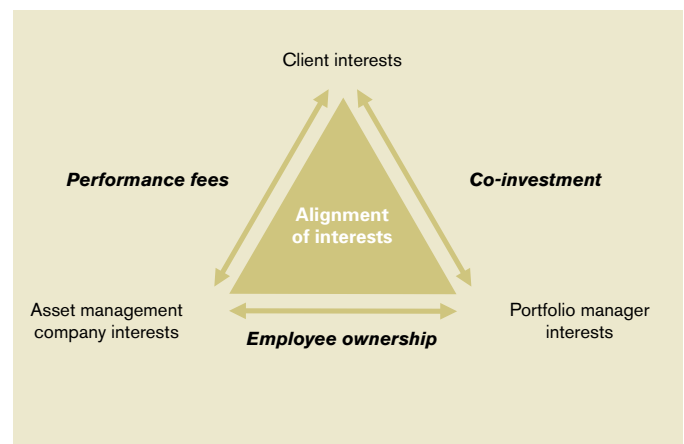 Client interests
Performance fees
Co-investment
Alignment
of interests
Asset management
company interests
Portfolio manager
interests
Employee ownership